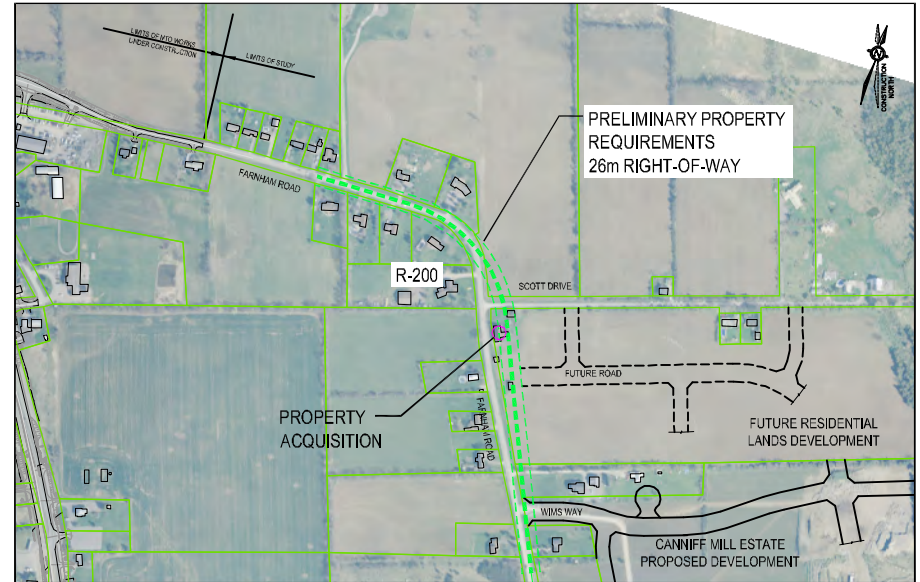 LIMITS OF MTO WORKS
UNDER CONSTRUCTION
LIMITS OF STUDY
CONSTRUCTION
NORTH
N
PRELIMINARY PROPERTY
REQUIREMENTS
26m RIGHT-OF-WAY
FARNHAM ROAD
R-200
SCOTT DRIVE
FUTURE ROAD
PROPERTY
ACQUISITION
FARNHAM ROAD
FUTURE RESIDENTIAL
LANDS DEVELOPMENT
WIMS WAY
CANNIFF MILL ESTATE
PROPOSED DEVELOPMENT